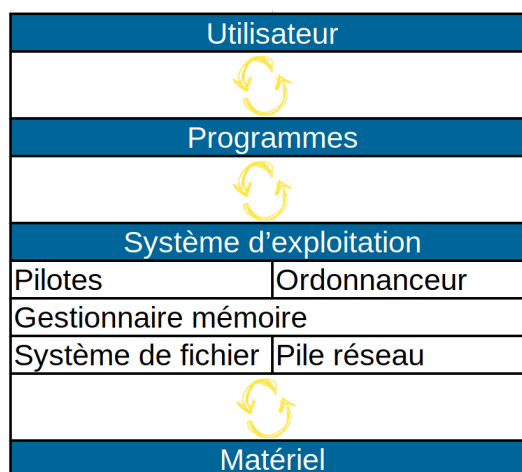 Utilisateur
Programmes
Système d’exploitation
Pilotes Ordonnanceur
Gestionnaire mémoire
Système de fichier Pile réseau
Matériel